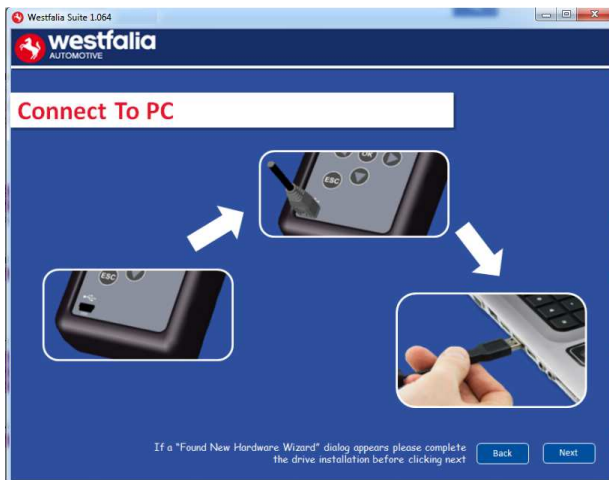 Westfalia Suite 1.064
westfalia
AUTOMOTIVE
Connect To PC
OK
ESC
ESC
If a "Found New Hardware Wizard" dialog appears please complete
the drive installation before clicking next
Back
Next